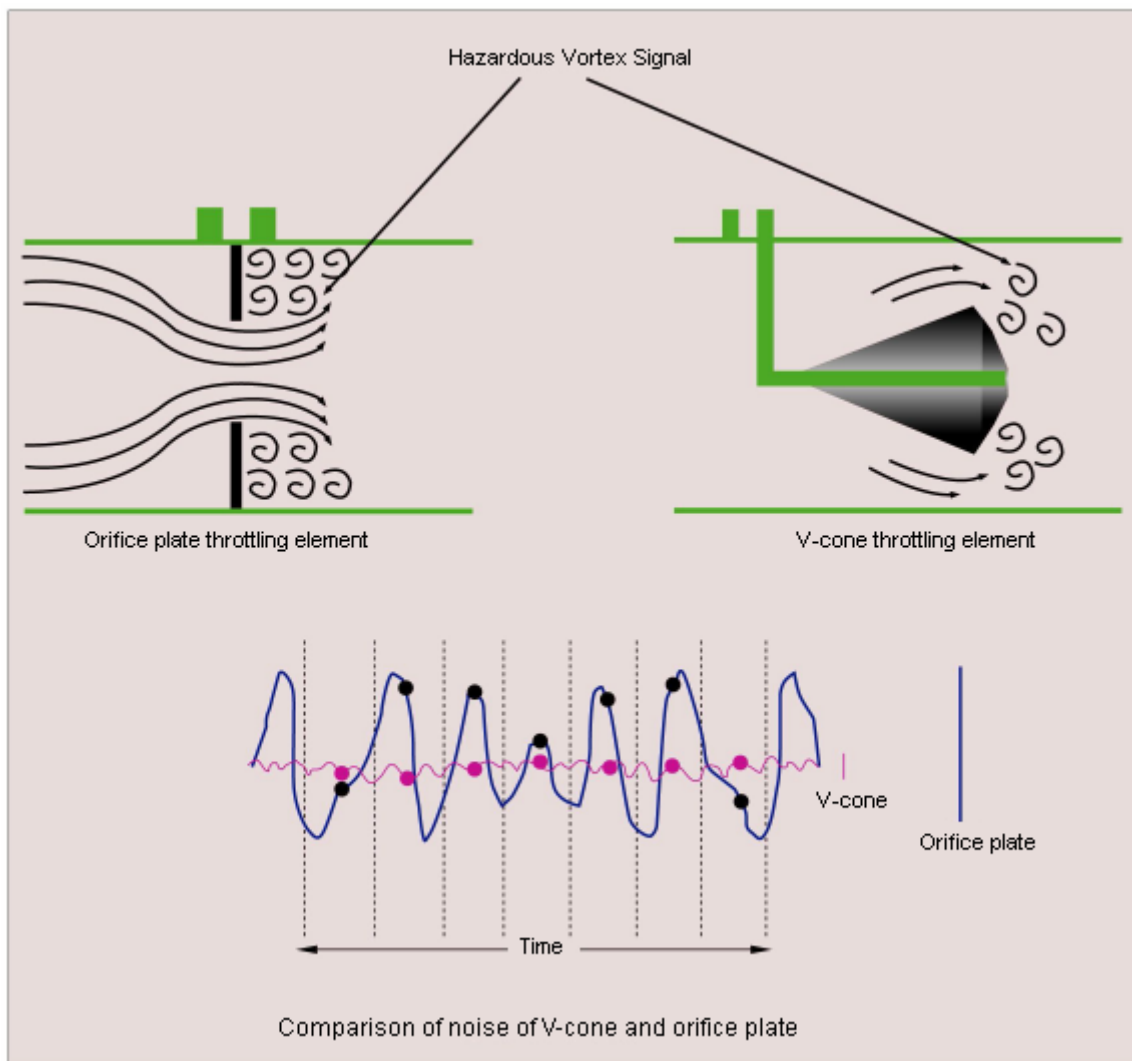 Hazardous Vortex Signal
Orifice plate throttling element
V-cone throttling element
V-cone
Orifice plate
Time
Comparison of noise of V-cone and orifice plate